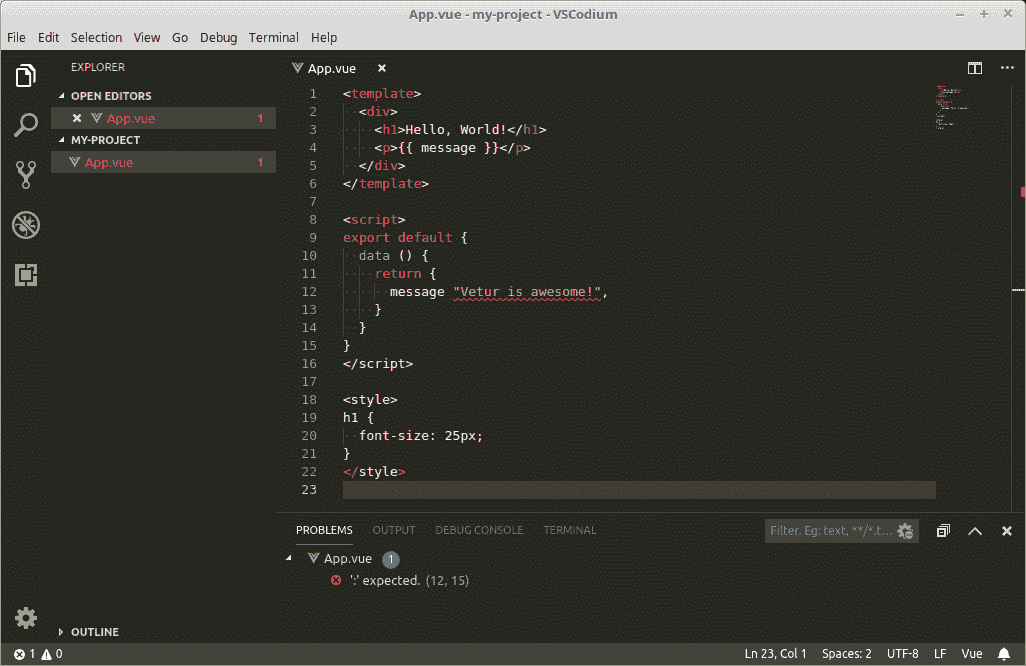 App.vue - my-project - VSCodium
File Edit Selection View Go Debug Terminal Help
EXPLORER
OPEN EDITORS
App.vue 1
MY-PROJECT
App.vue 1
OUTLINE
App.vue
1 <template>
2 <div>
3 <h1>Hello, World!</h1>
4 <p>{{ message }}</p>
5 </div>
6 </template>
7
8 <script>
9 export default {
10 data () {
11 return {
12 message "Vetur is awesome!",
13 }
14 }
15 }
16 </script>
17
18 <style>
19 h1 {
20 font-size: 25px;
21 }
22 </style>
23
PROBLEMS OUTPUT DEBUG CONSOLE TERMINAL Filter. Eg: text, **/*.t...
App.vue 1
':' expected. (12, 15)
1 0 Ln 23, Col 1 Spaces: 2 UTF-8 LF Vue